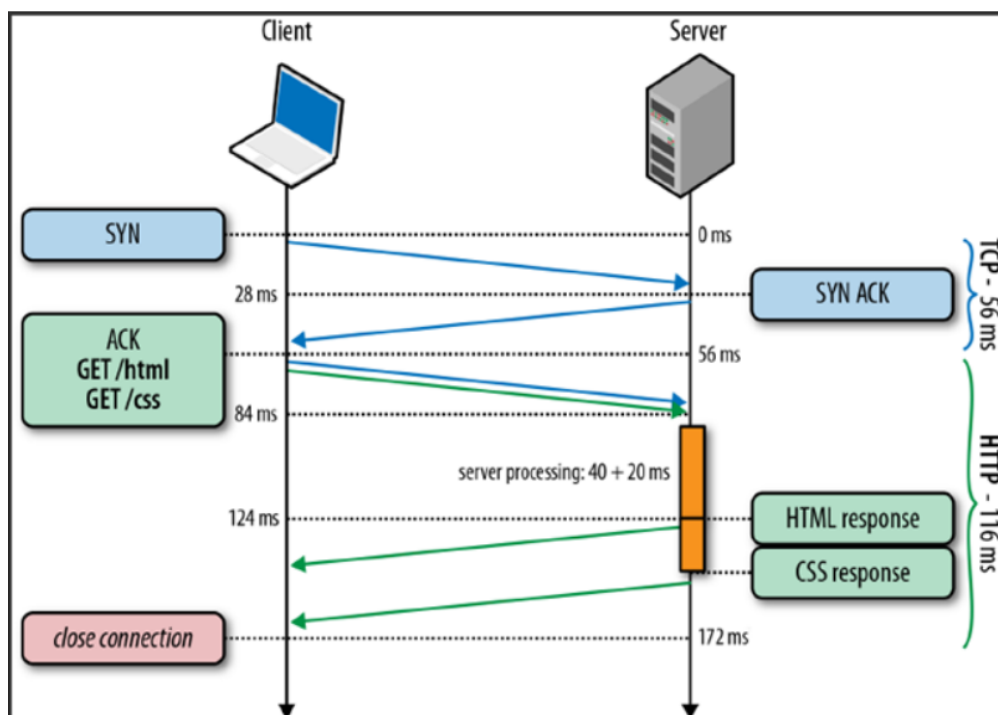 Client
Server
SYN
0 ms
28 ms
SYN ACK
TCP - 56 ms
ACK
GET /html
GET /css
56 ms
84 ms
server processing: 40 + 20 ms
124 ms
HTML response
CSS response
HTTP - 116 ms
close connection
172 ms